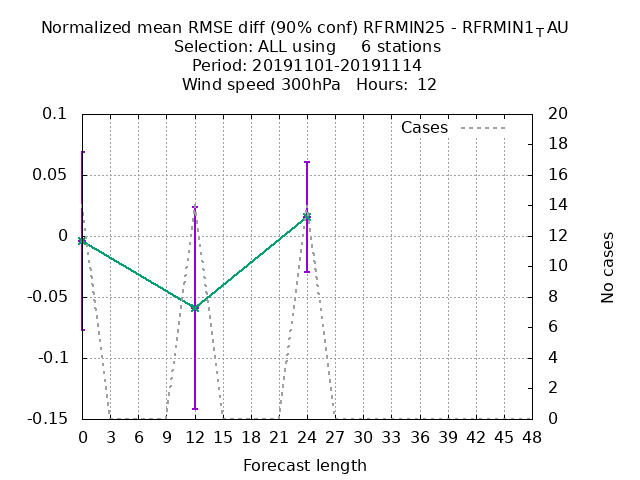 Normalized mean RMSE diff (90% conf) RFRMIN25 - RFRMIN1TAU
Selection: ALL using 6 stations
Period: 20191101-20191114
Wind speed 300hPa Hours: 12
Cases
0.1
0.05
0
-0.05
-0.1
-0.15
20
18
16
14
12
10
8
6
4
2
0
No cases
0 3 6 9 12 15 18 21 24 27 30 33 36 39 42 45 48
Forecast length